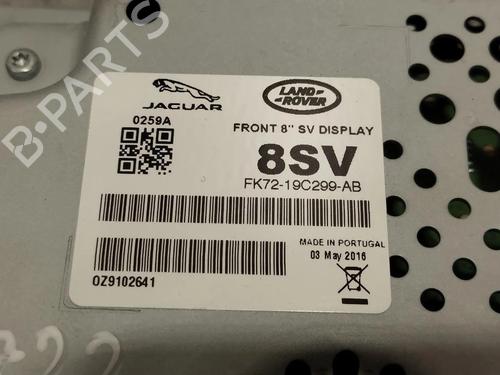 B-PARTS
JAGUAR
LAND-
ROVER
0259A
FRONT 8" SV DISPLAY
8SV
FK72-19C299-AB
MADE IN PORTUGAL
03 May 2016
OZ9102641
22